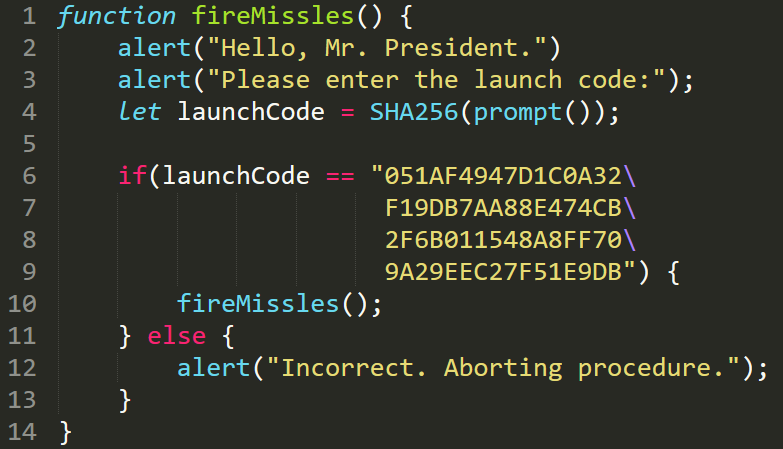 1 function fireMissles() {
2     alert("Hello, Mr. President.")
3     alert("Please enter the launch code:");
4     let launchCode = SHA256(prompt());
5
6     if(launchCode == "051AF4947D1C0A32\
7                       F19DB7AA88E474CB\
8                       2F6B011548A8FF70\
9                       9A29EEC27F51E9DB") {
10         fireMissles();
11     } else {
12         alert("Incorrect. Aborting procedure.");
13     }
14 }